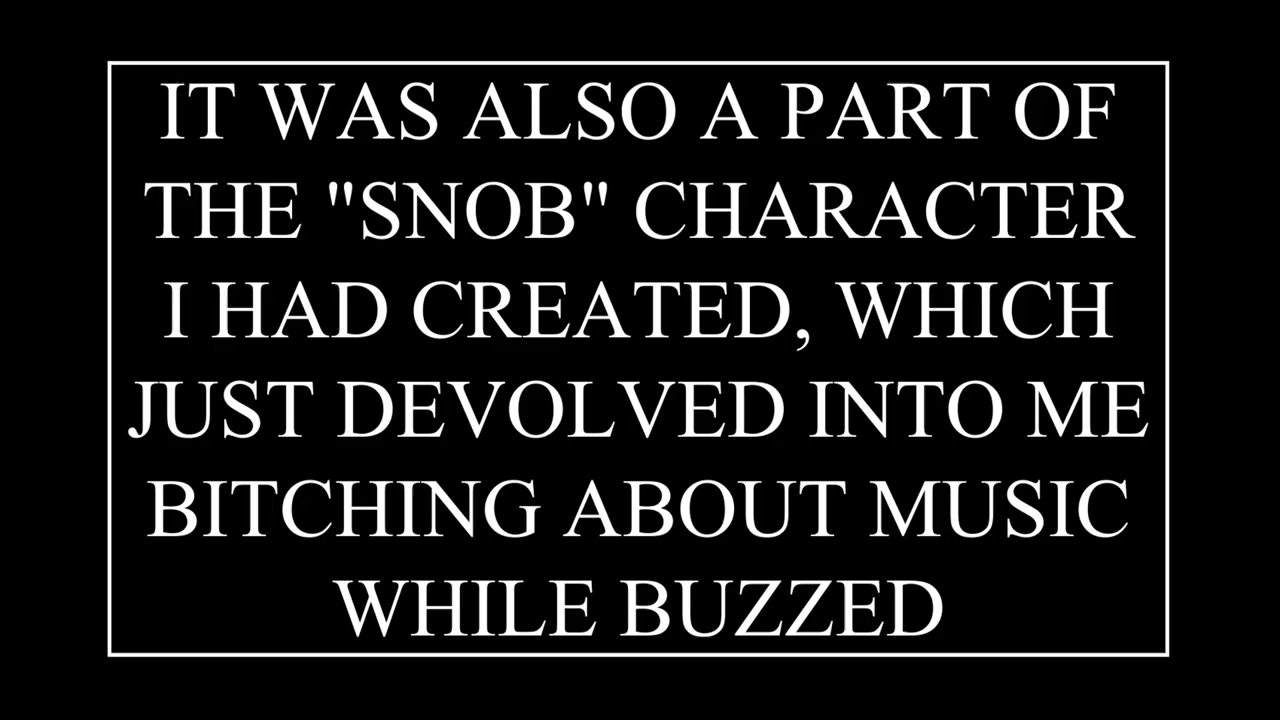 IT WAS ALSO A PART OF
THE "SNOB" CHARACTER
I HAD CREATED, WHICH
JUST DEVOLVED INTO ME
BITCHING ABOUT MUSIC
WHILE BUZZED